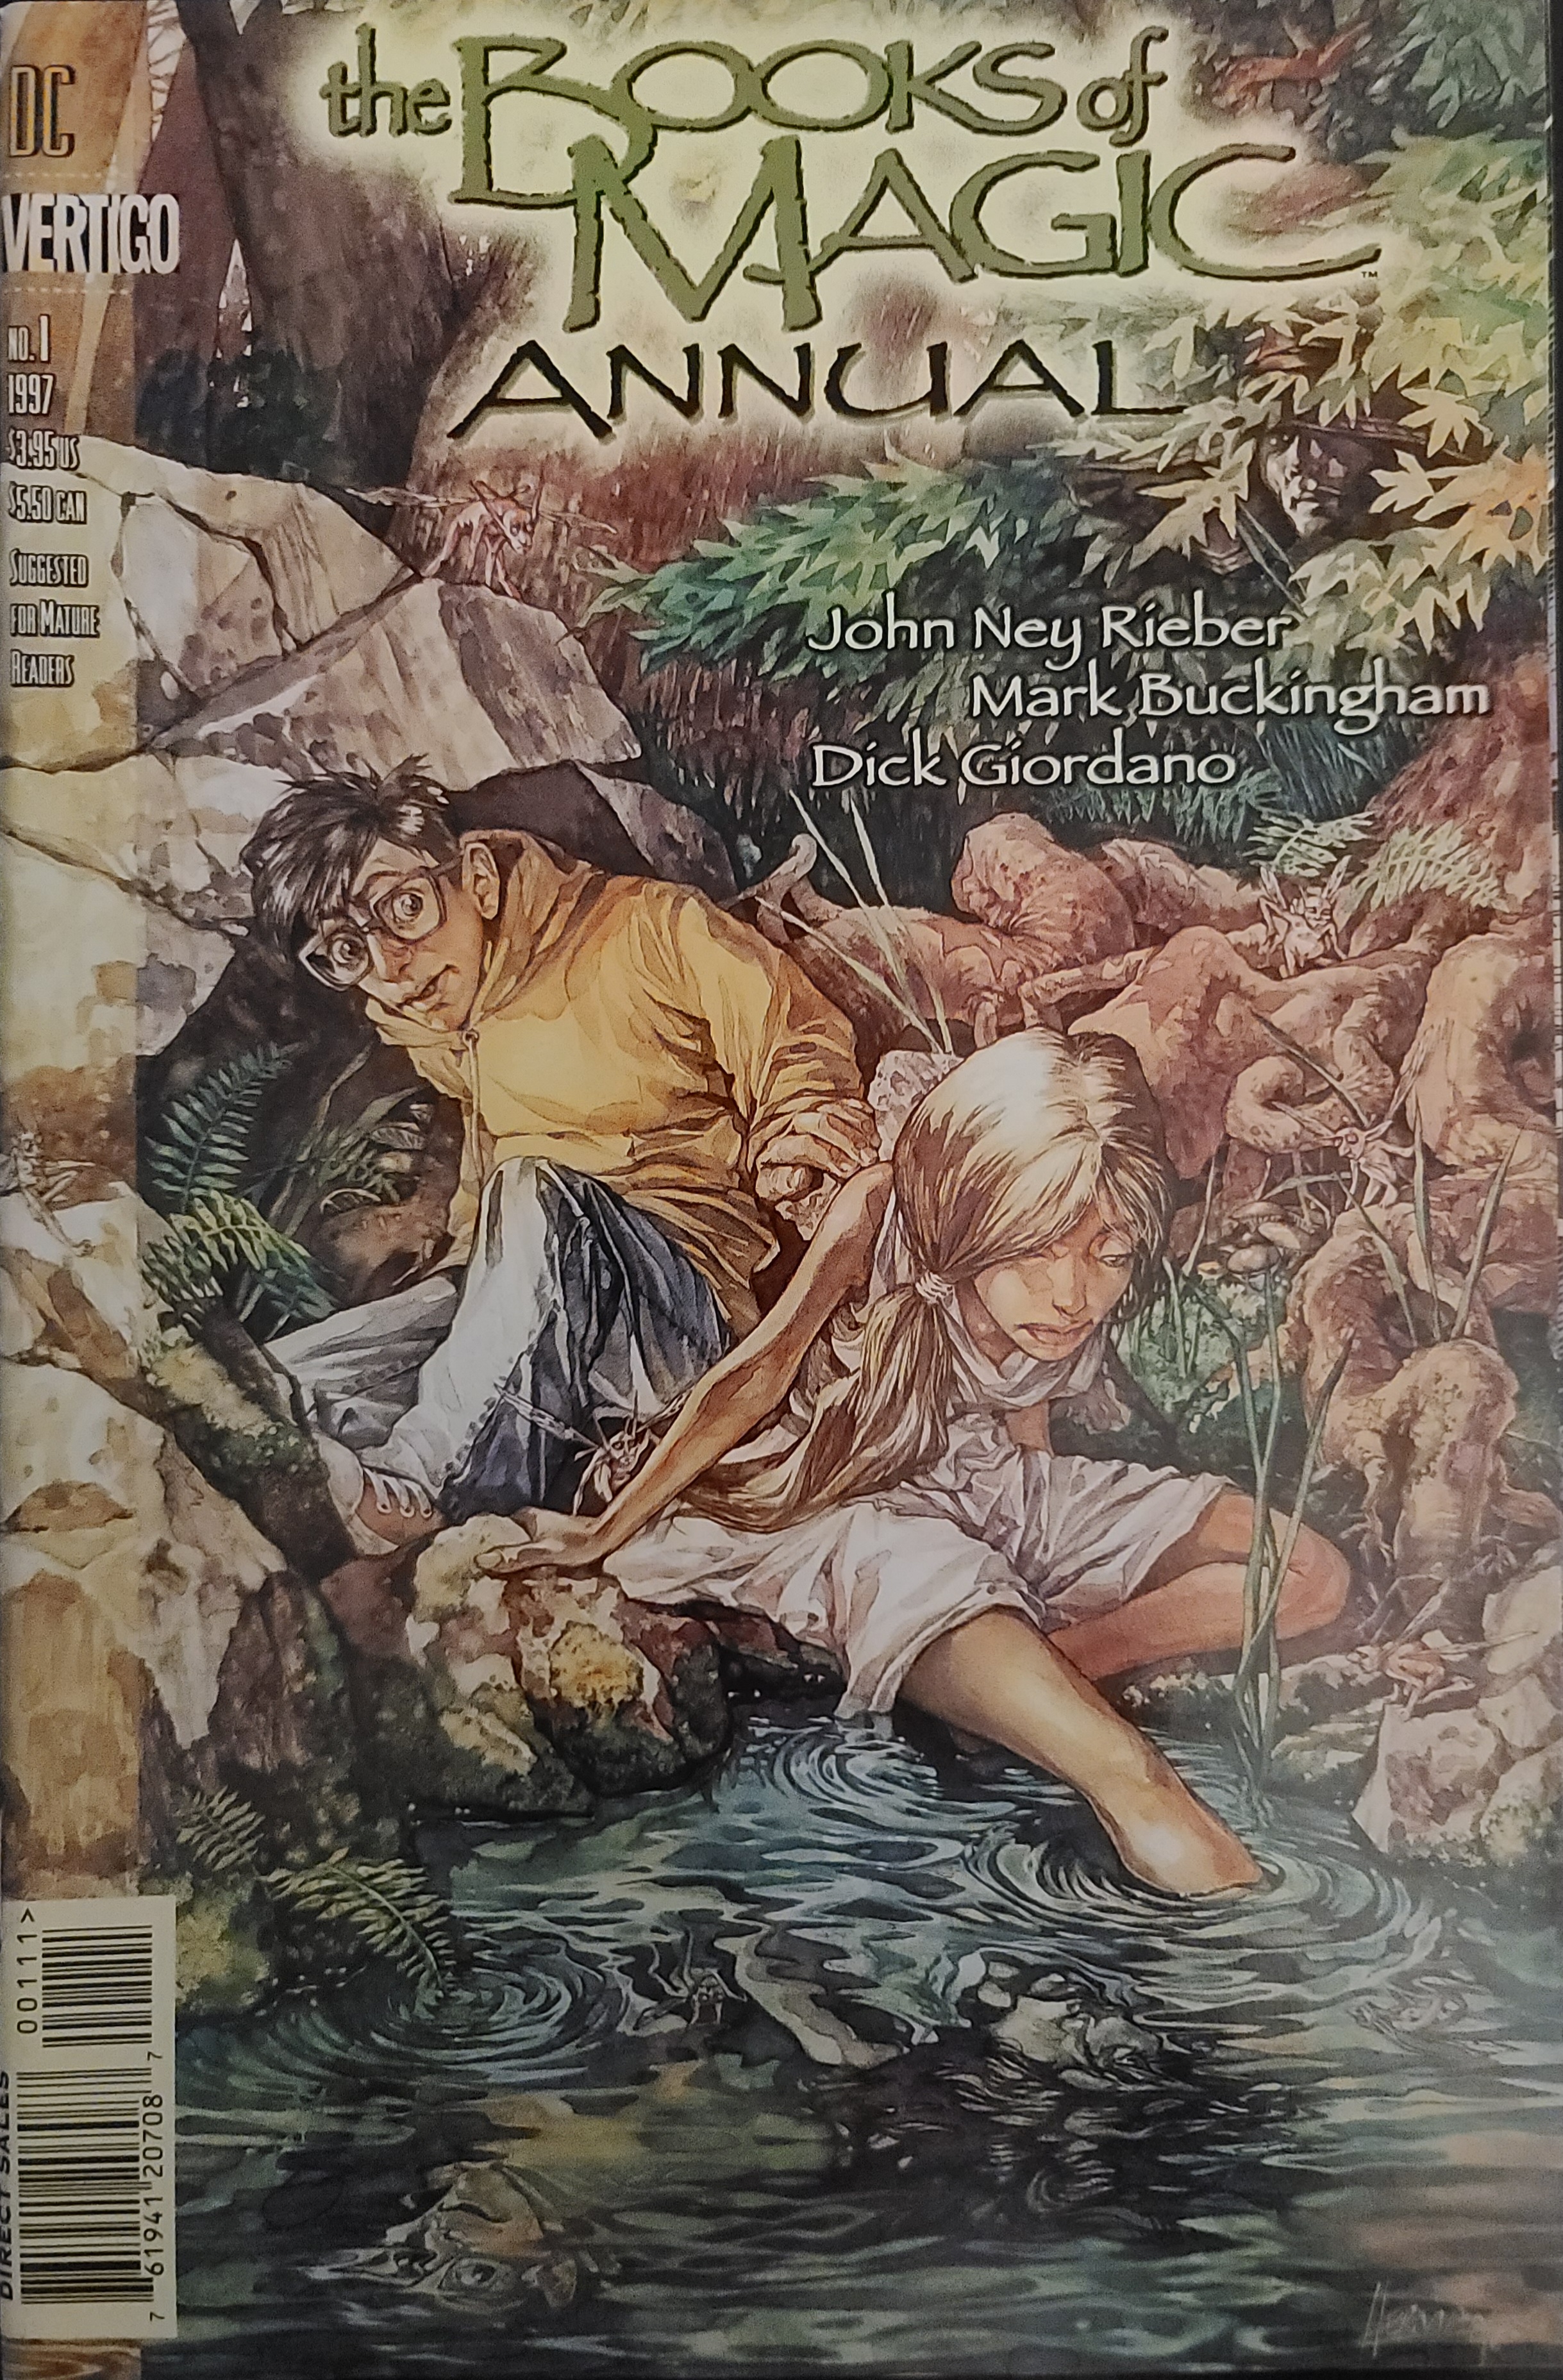 the BOOKS of
MAGIC™
ANNUAL
DC
VERTIGO
NO. 1
1997
$3.95 US
$5.50 CAN
SUGGESTED
FOR MATURE
READERS
John Ney Rieber
Mark Buckingham
Dick Giordano
00111>
7 61941 20708 7
DIRECT SALES